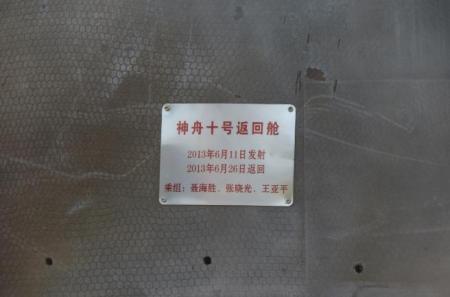 神舟十号返回舱
2013年6月11日发射
2013年6月26日返回
乘组：聂海胜、张晓光、王亚平